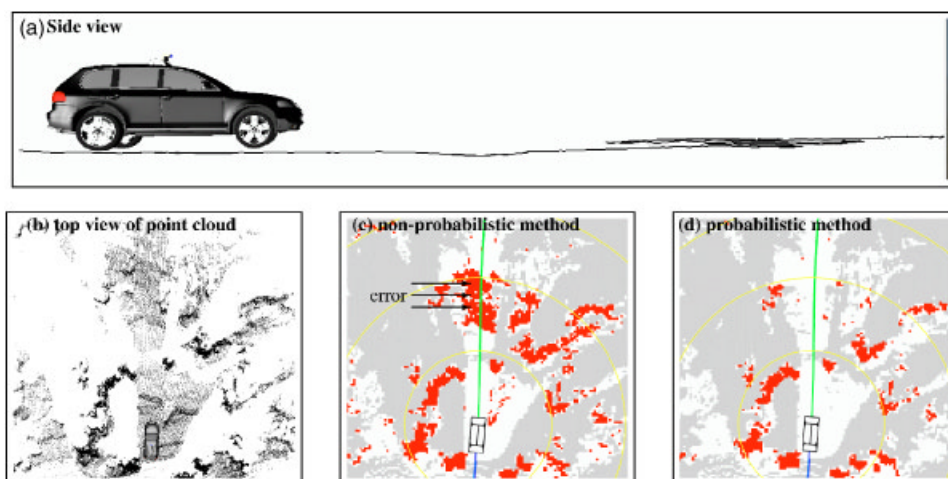 (a) Side view
(b) top view of point cloud
(c) non-probabilistic method
error
(d) probabilistic method